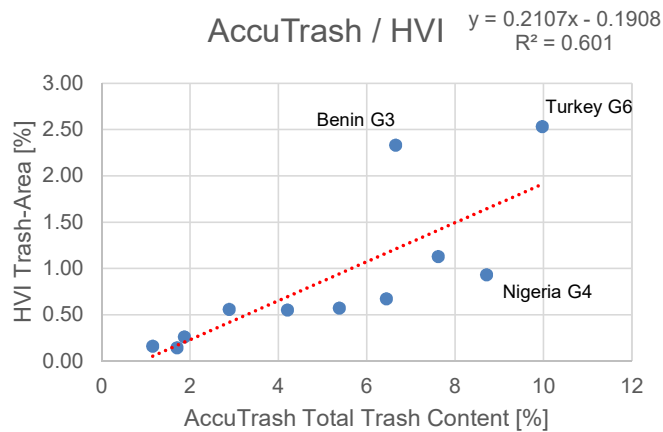 AccuTrash / HVI
y = 0.2107x - 0.1908
R² = 0.601
3.00
2.50
2.00
1.50
1.00
0.50
0.00
HVI Trash-Area [%]
Benin G3
Turkey G6
Nigeria G4
0 2 4 6 8 10 12
AccuTrash Total Trash Content [%]